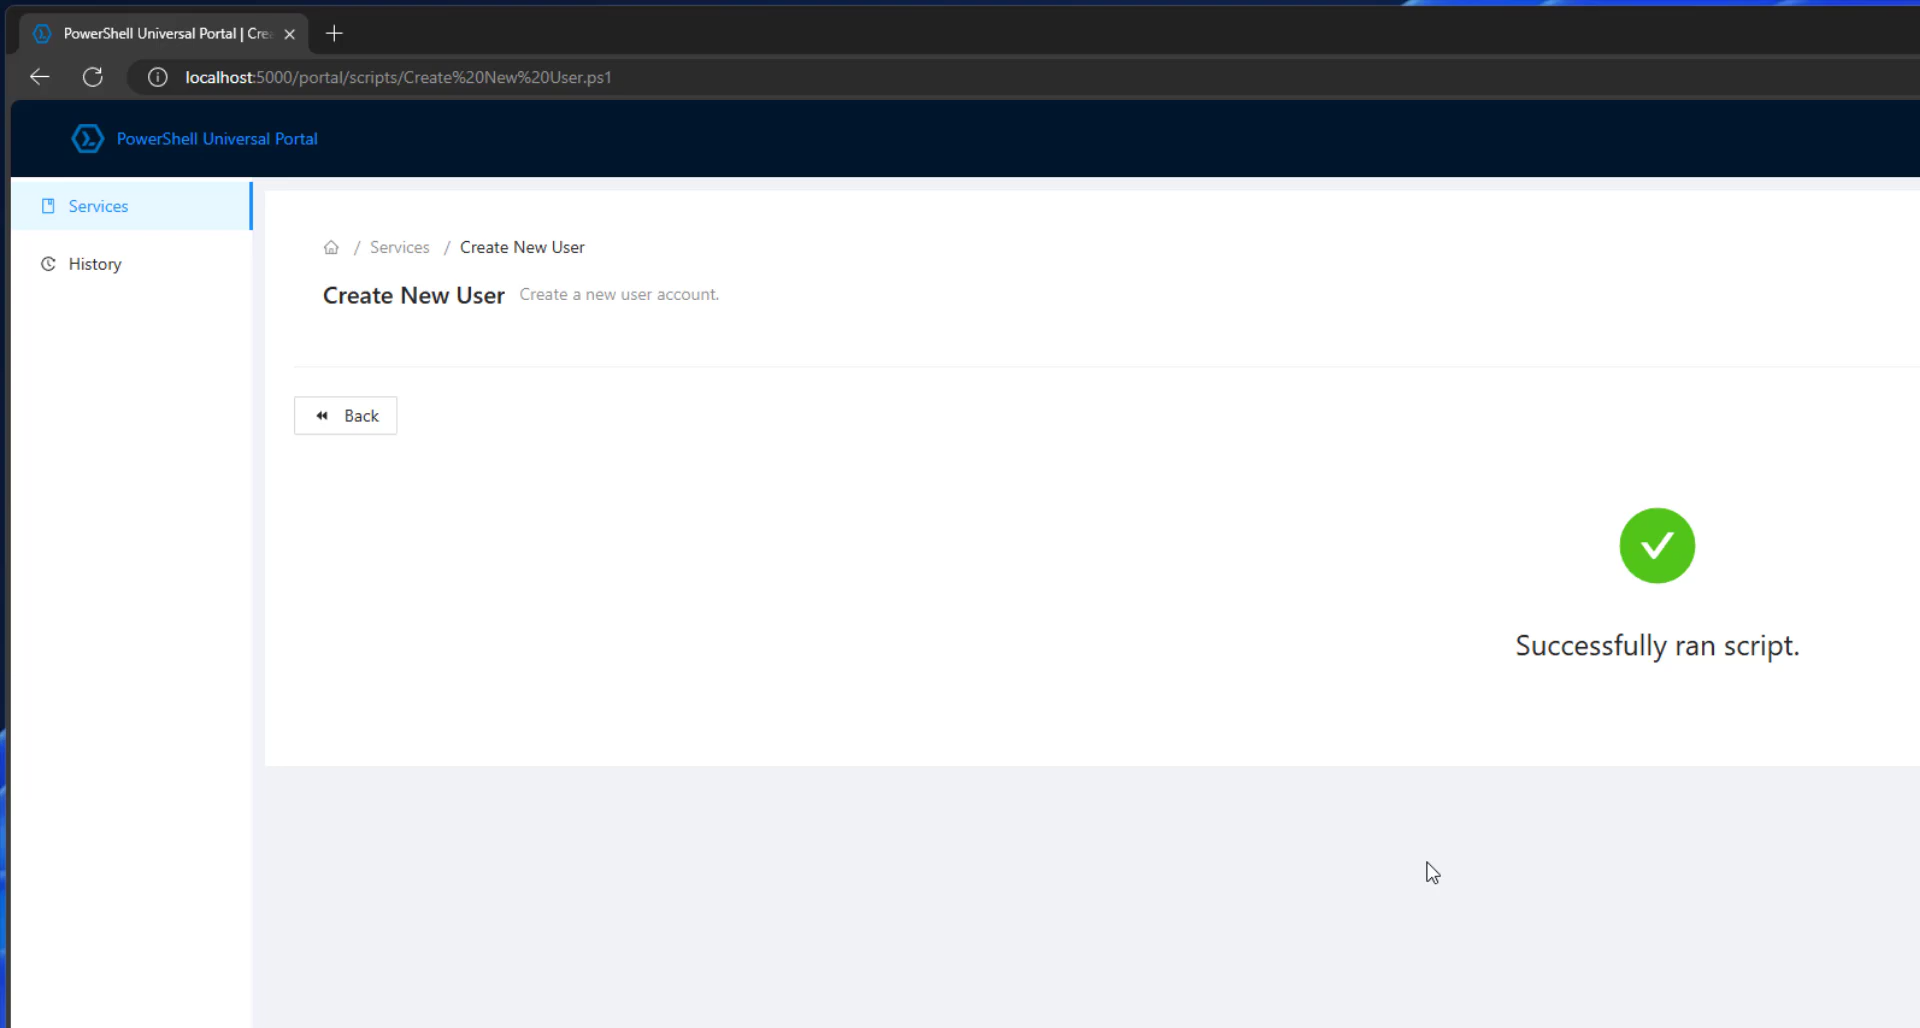 PowerShell Universal Portal | Crea
localhost:5000/portal/scripts/Create%20New%20User.ps1
PowerShell Universal Portal
Services
History
/ Services / Create New User
Create New User Create a new user account.
Back
Successfully ran script.